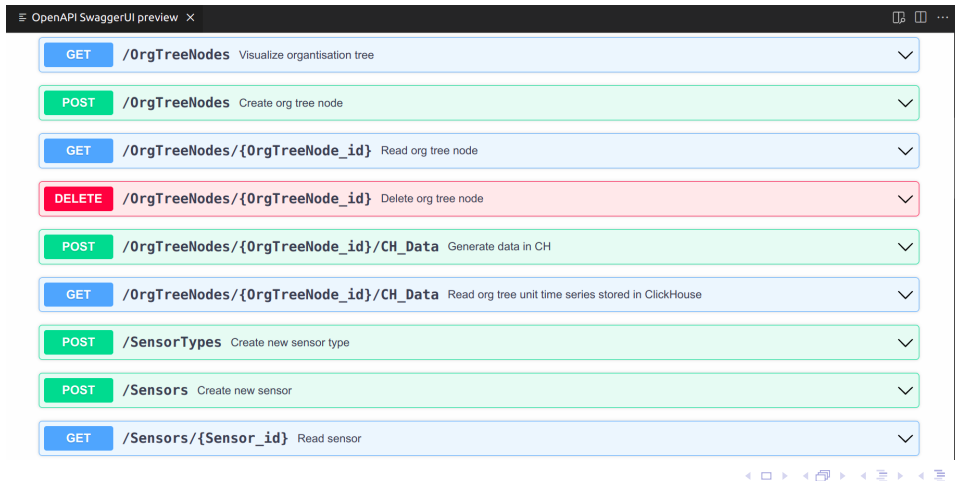 OpenAPI SwaggerUI preview
GET /OrgTreeNodes Visualize organtisation tree
POST /OrgTreeNodes Create org tree node
GET /OrgTreeNodes/{OrgTreeNode_id} Read org tree node
DELETE /OrgTreeNodes/{OrgTreeNode_id} Delete org tree node
POST /OrgTreeNodes/{OrgTreeNode_id}/CH_Data Generate data in CH
GET /OrgTreeNodes/{OrgTreeNode_id}/CH_Data Read org tree unit time series stored in ClickHouse
POST /SensorTypes Create new sensor type
POST /Sensors Create new sensor
GET /Sensors/{Sensor_id} Read sensor